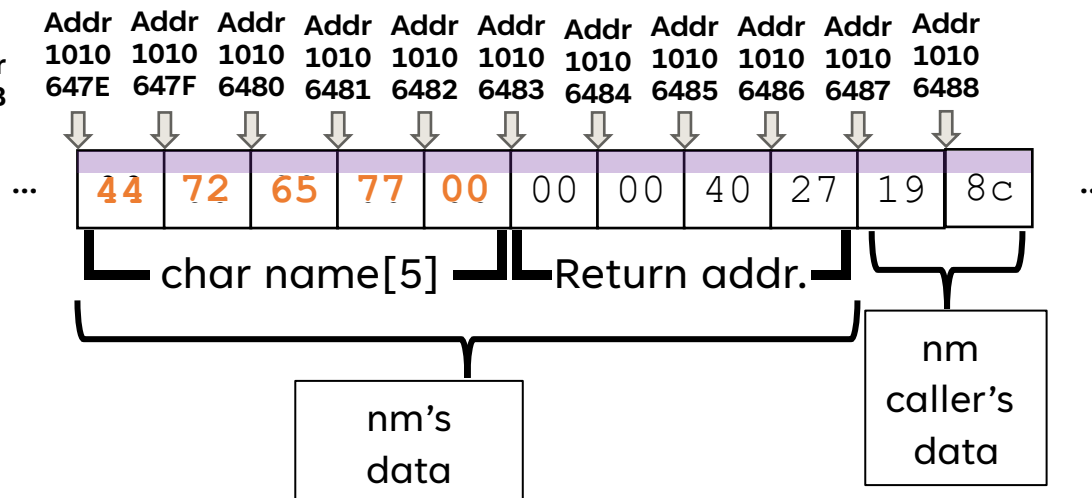 Addr Addr Addr Addr Addr Addr Addr Addr Addr Addr Addr
1010 1010 1010 1010 1010 1010 1010 1010 1010 1010 1010
647E 647F 6480 6481 6482 6483 6484 6485 6486 6487 6488
... 44 72 65 77 00 00 00 40 27 19 8c
char name[5] Return addr.
nm's
data
nm
caller's
data